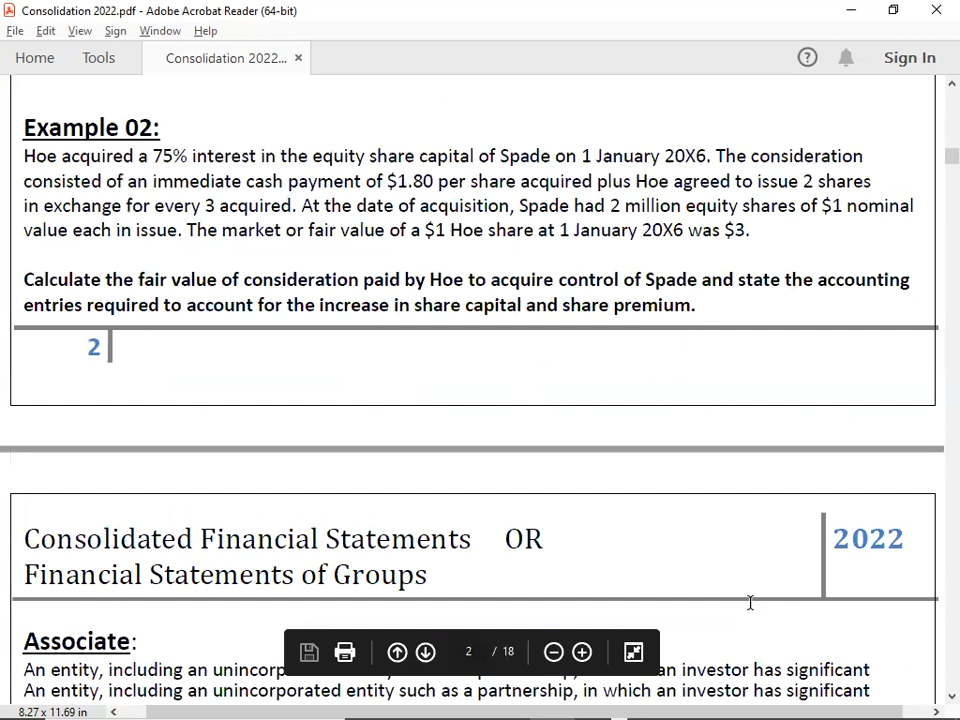 Consolidation 2022.pdf - Adobe Acrobat Reader (64-bit)
File Edit View Sign Window Help
Home Tools Consolidation 2022... × ? Sign In
Example 02:
Hoe acquired a 75% interest in the equity share capital of Spade on 1 January 20X6. The consideration
consisted of an immediate cash payment of $1.80 per share acquired plus Hoe agreed to issue 2 shares
in exchange for every 3 acquired. At the date of acquisition, Spade had 2 million equity shares of $1 nominal
value each in issue. The market or fair value of a $1 Hoe share at 1 January 20X6 was $3.
Calculate the fair value of consideration paid by Hoe to acquire control of Spade and state the accounting
entries required to account for the increase in share capital and share premium.
2
Consolidated Financial Statements OR
Financial Statements of Groups
2022
Associate:
An entity, including an unincorp an investor has significant
An entity, including an unincorporated entity such as a partnership, in which an investor has significant
2 / 18
8.27 x 11.69 in